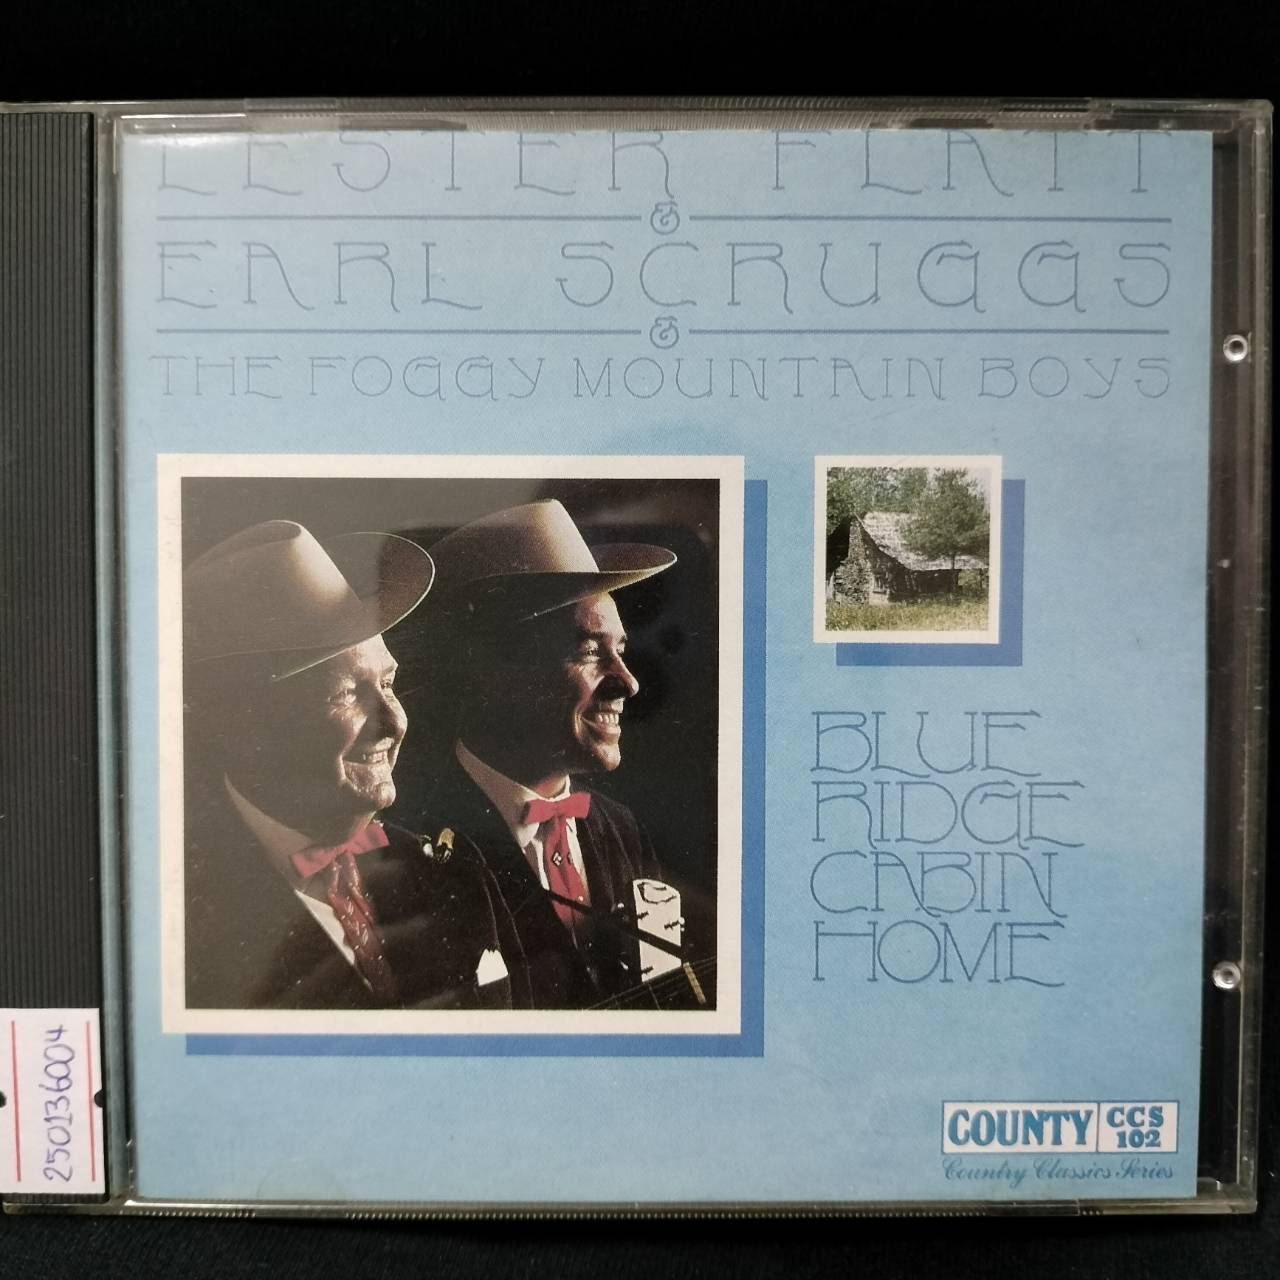 LESTER FLATT
&
EARL SCRUGGS
&
THE FOGGY MOUNTAIN BOYS
BLUE
RIDGE
CABIN
HOME
COUNTY CCS
102
Country Classics Series
250136004